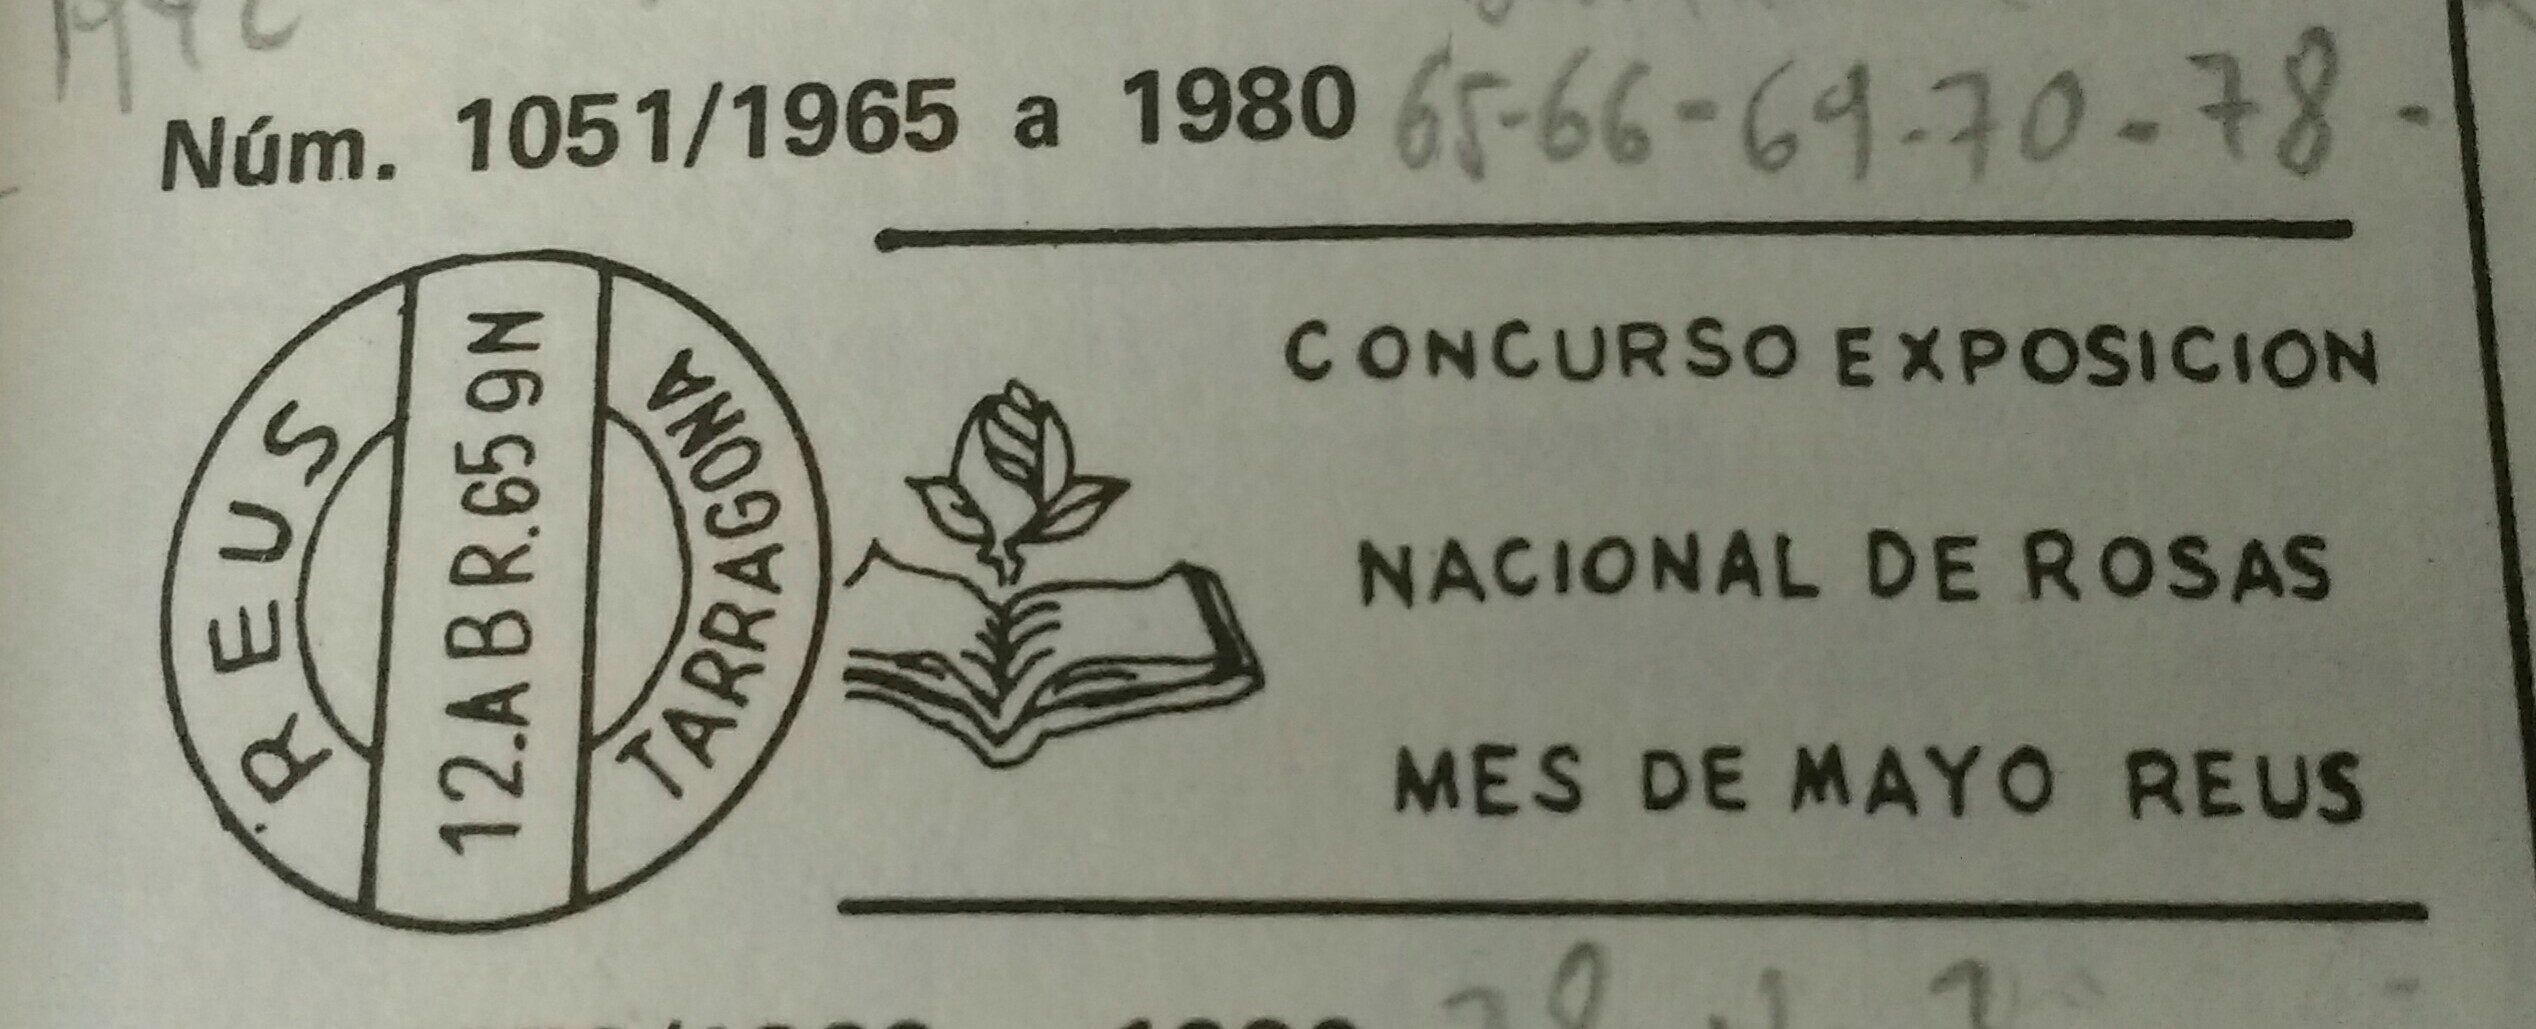 Núm. 1051/1965 a 1980 65-66-69-70-78-
REUS
12.ABR.65 9N
TARRAGONA
CONCURSO EXPOSICION
NACIONAL DE ROSAS
MES DE MAYO REUS